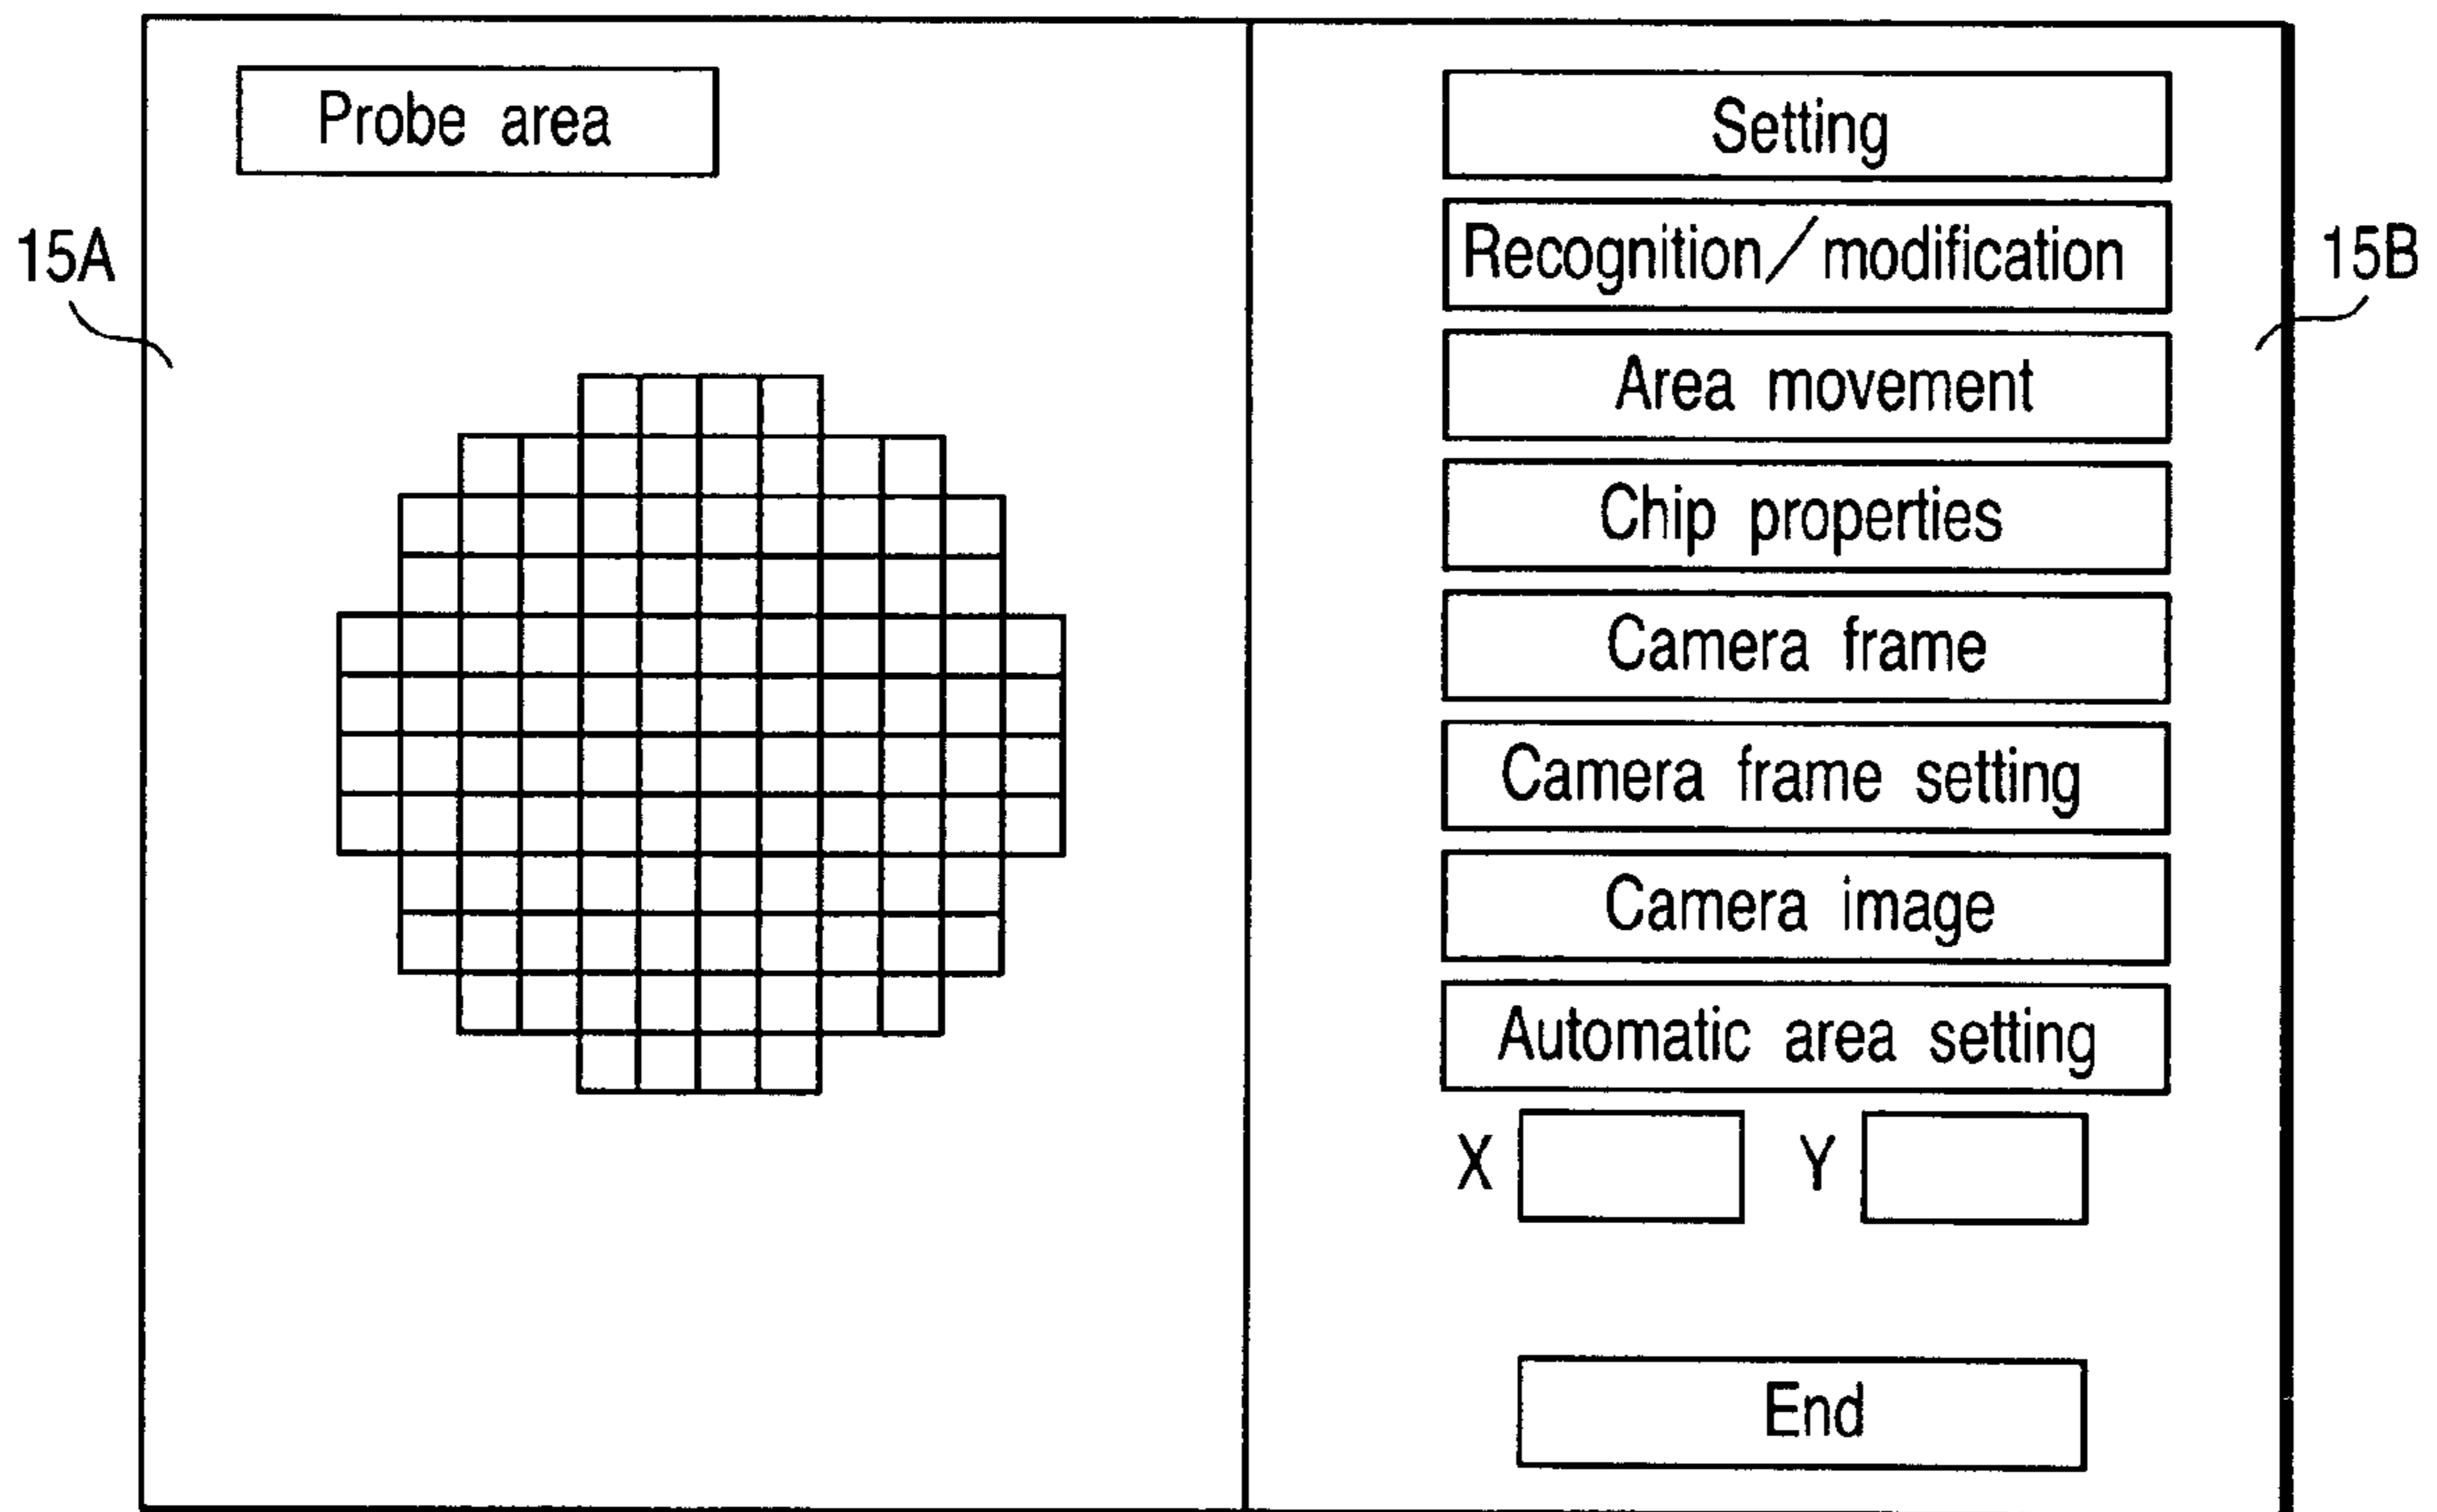 Probe area
15A
Setting
Recognition/modification
Area movement
Chip properties
Camera frame
Camera frame setting
Camera image
Automatic area setting
X Y
End
15B